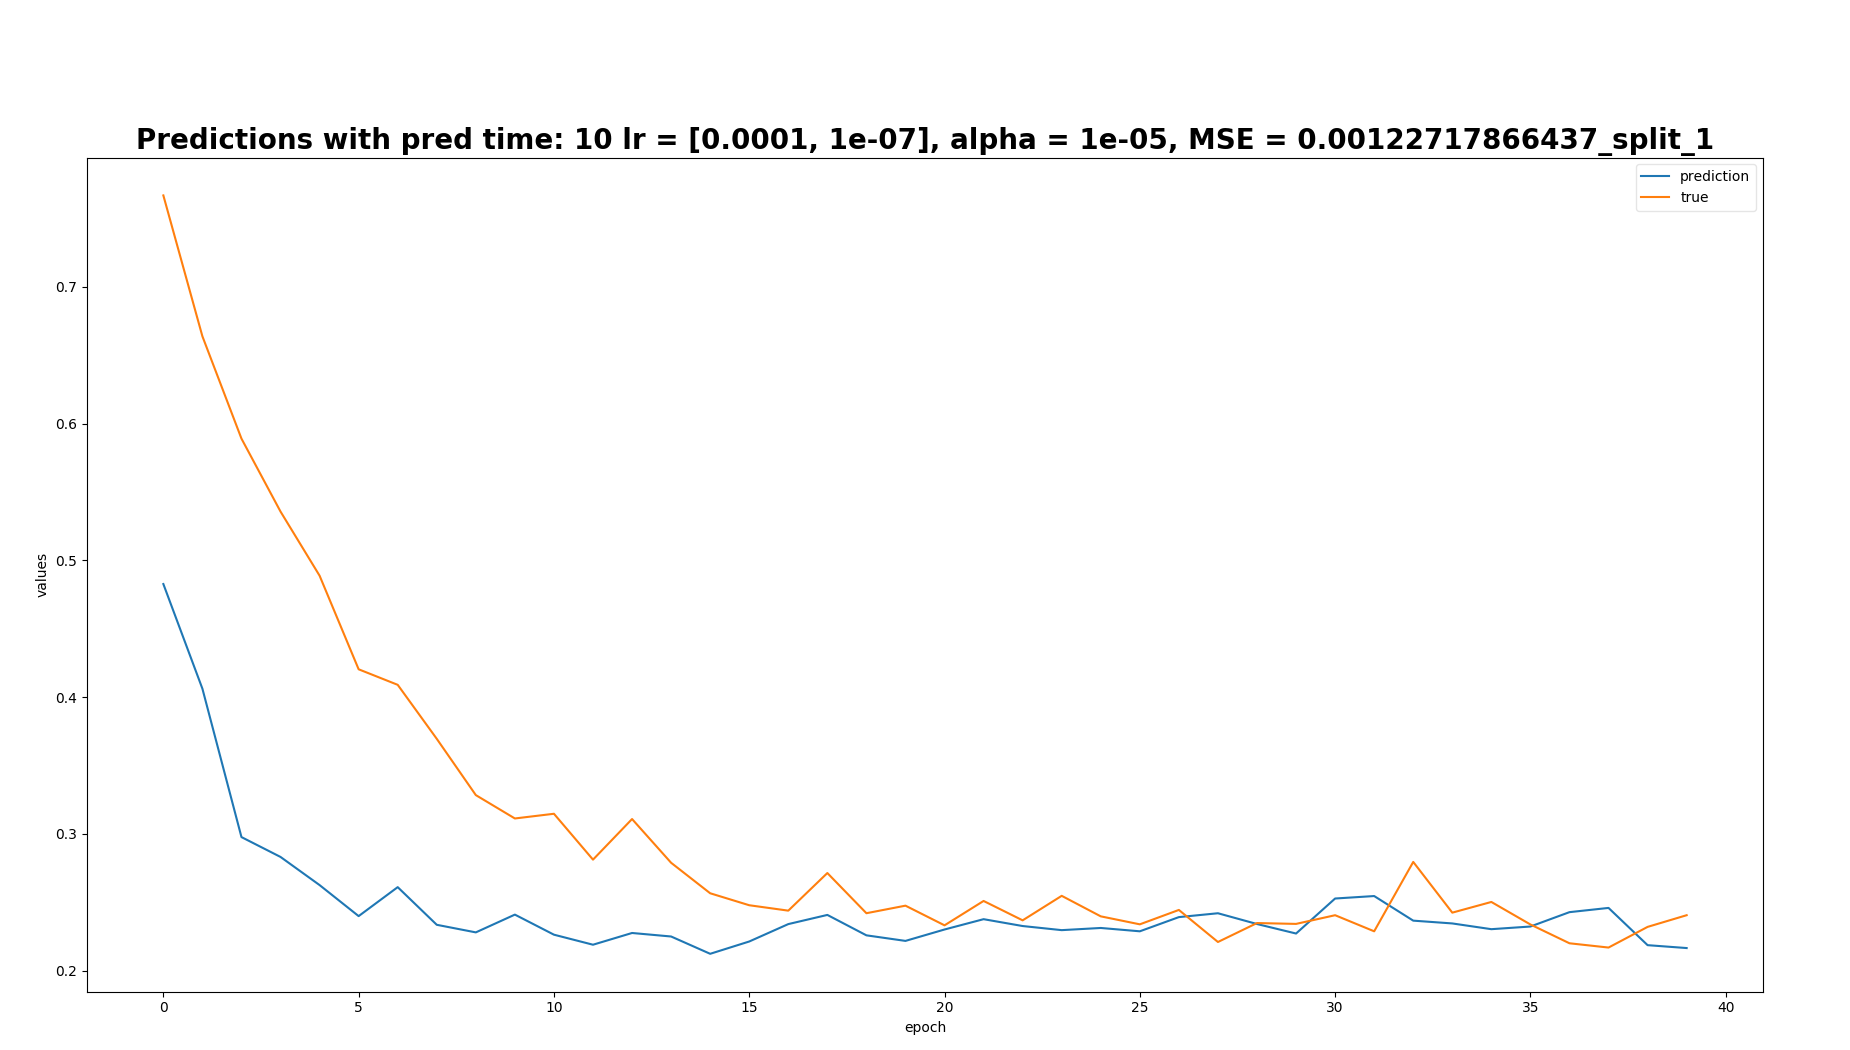 Predictions with pred time: 10 lr = [0.0001, 1e-07], alpha = 1e-05, MSE = 0.00122717866437_split_1
prediction
true
0.7
0.6
0.5
0.4
0.3
0.2
values
0 5 10 15 20 25 30 35 40
epoch